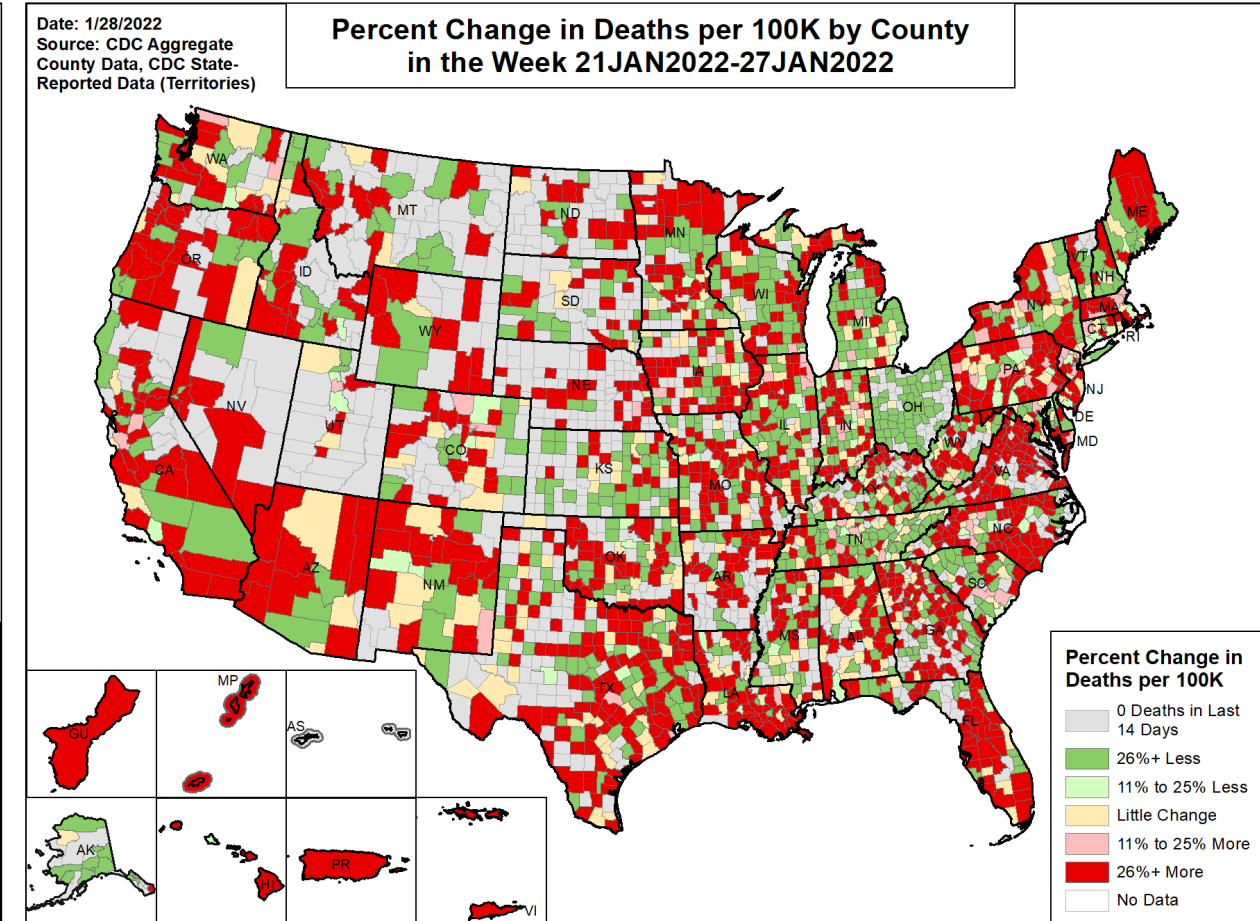 Date: 1/28/2022
Source: CDC Aggregate
County Data, CDC State-
Reported Data (Territories)
Percent Change in Deaths per 100K by County
in the Week 21JAN2022-27JAN2022
WA
MT
ND
MN
ME
OR
ID
SD
WI
MI
VT
NH
NY
MA
CT
RI
WY
NE
IA
PA
NJ
NV
UT
CO
KS
IL
IN
OH
DE
MD
WV
VA
CA
MO
KY
AZ
NM
OK
AR
TN
NC
SC
MS
AL
GA
TX
LA
FL
GU
MP
AS
AK
HI
PR
VI
Percent Change in
Deaths per 100K
0 Deaths in Last
14 Days
26%+ Less
11% to 25% Less
Little Change
11% to 25% More
26%+ More
No Data